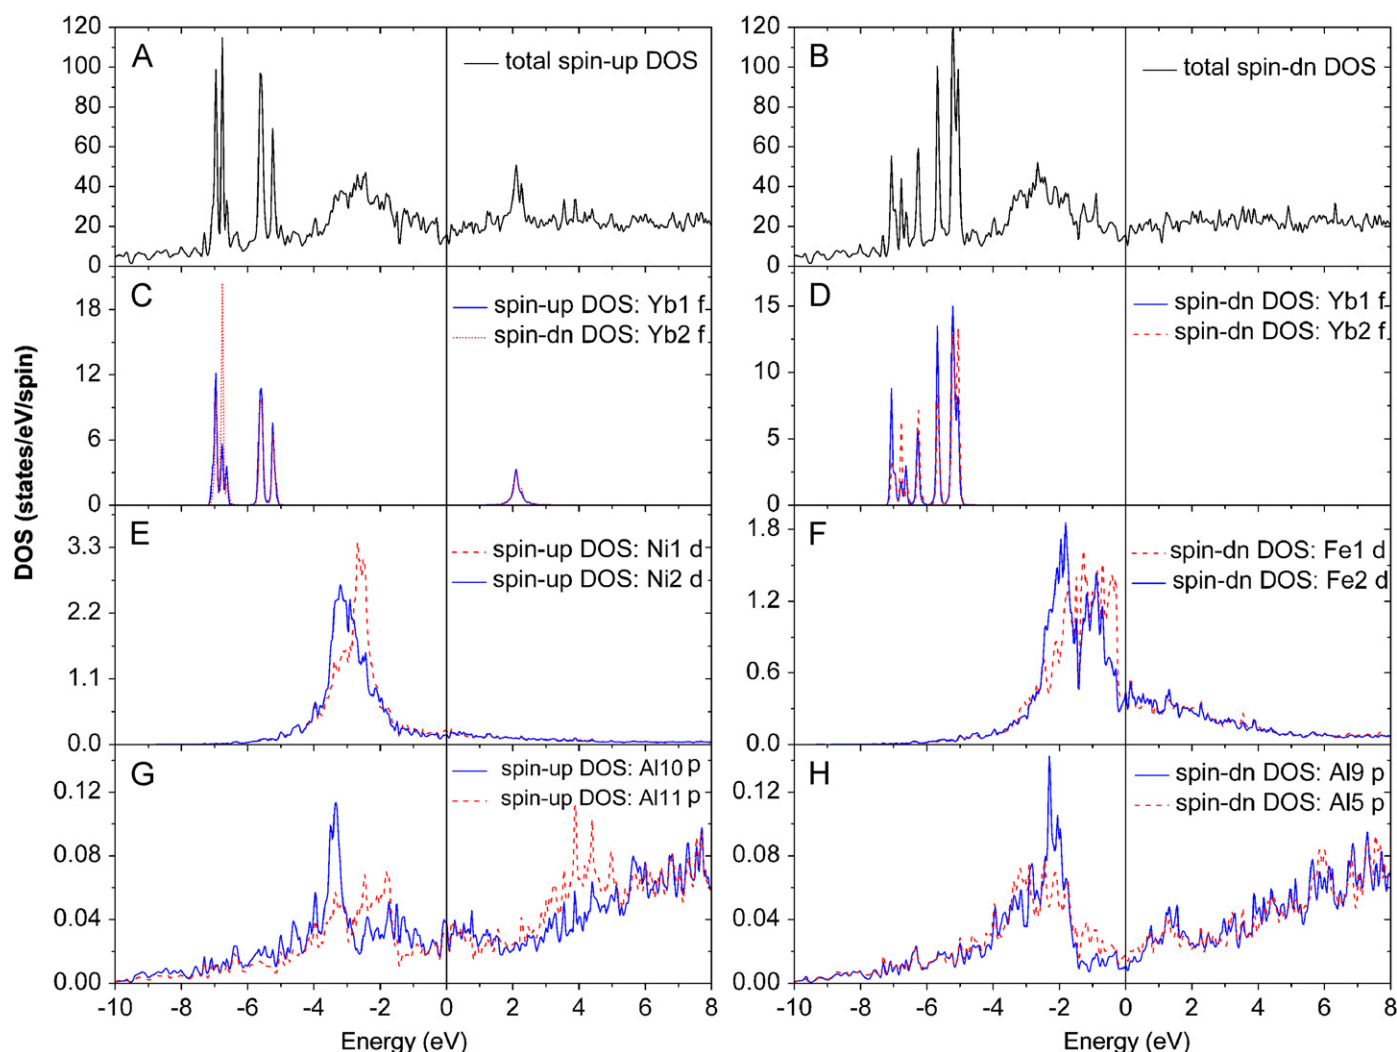 A
total spin-up DOS
120
100
80
60
40
20
0
B
total spin-dn DOS
120
100
80
60
40
20
0
C
spin-up DOS: Yb1 f
spin-dn DOS: Yb2 f
18
12
6
0
D
spin-dn DOS: Yb1 f
spin-dn DOS: Yb2 f
15
10
5
0
DOS (states/eV/spin)
E
spin-up DOS: Ni1 d
spin-up DOS: Ni2 d
3.3
2.2
1.1
0.0
F
spin-dn DOS: Fe1 d
spin-dn DOS: Fe2 d
1.8
1.2
0.6
0.0
G
spin-up DOS: Al10 p
spin-up DOS: Al11 p
0.12
0.08
0.04
0.00
H
spin-dn DOS: Al9 p
spin-dn DOS: Al5 p
0.12
0.08
0.04
0.00
-10 -8 -6 -4 -2 0 2 4 6 8
Energy (eV)
-10 -8 -6 -4 -2 0 2 4 6 8
Energy (eV)